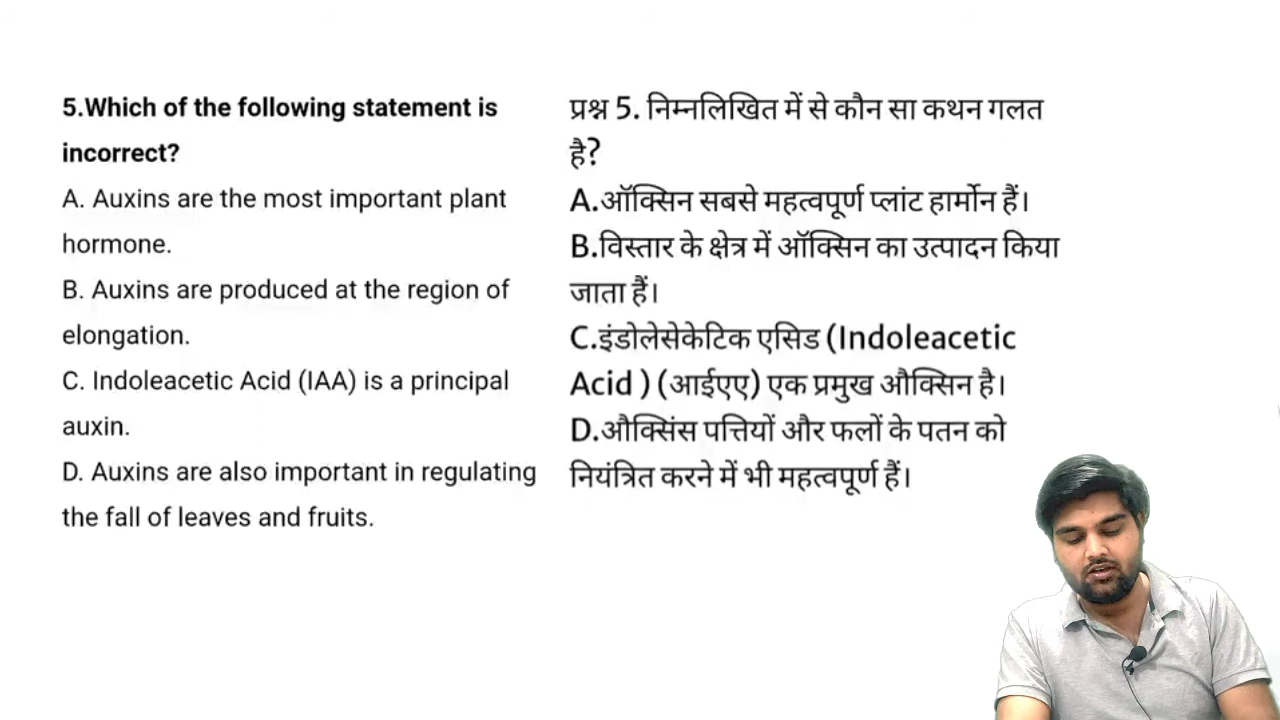 5.Which of the following statement is
incorrect?
A. Auxins are the most important plant
hormone.
B. Auxins are produced at the region of
elongation.
C. Indoleacetic Acid (IAA) is a principal
auxin.
D. Auxins are also important in regulating
the fall of leaves and fruits.
प्रश्न 5. निम्नलिखित में से कौन सा कथन गलत
है?
A.ऑक्सिन सबसे महत्वपूर्ण प्लांट हार्मोन हैं।
B.विस्तार के क्षेत्र में ऑक्सिन का उत्पादन किया
जाता हैं।
C.इंडोलेसेकेटिक एसिड (Indoleacetic
Acid ) (आईएए) एक प्रमुख औक्सिन है।
D.औक्सिंस पत्तियों और फलों के पतन को
नियंत्रित करने में भी महत्वपूर्ण हैं।